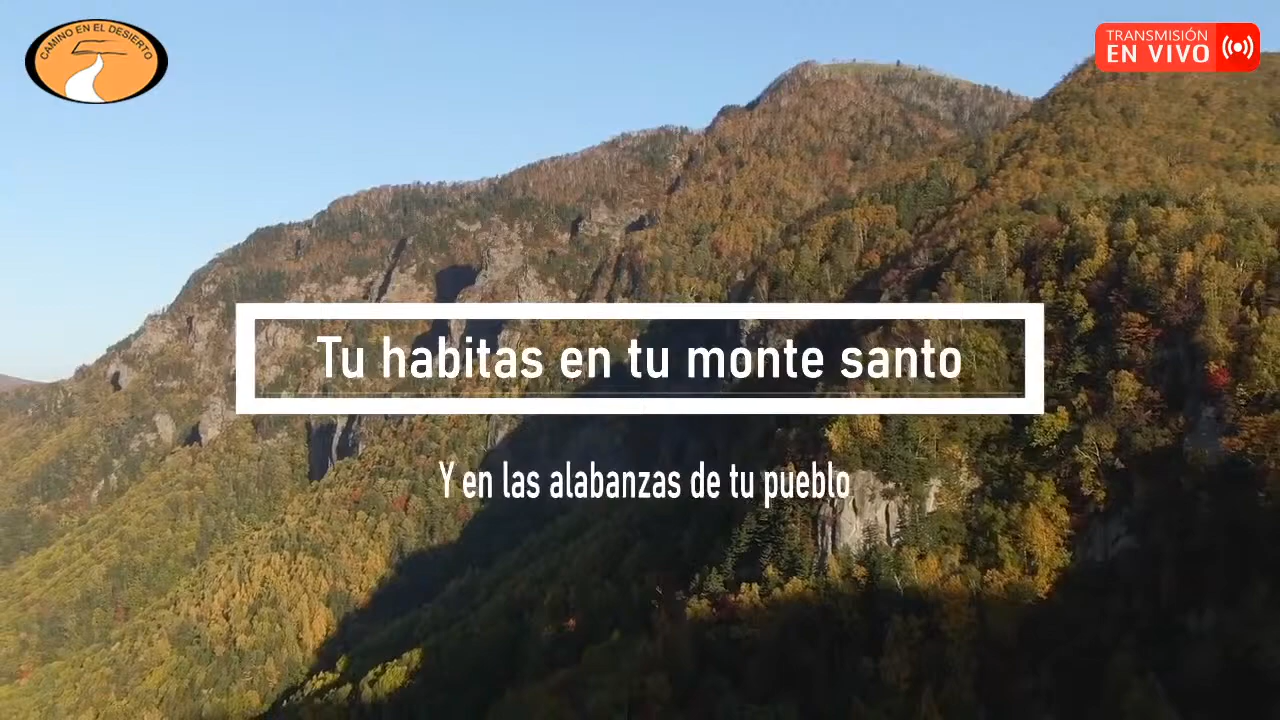 CAMINO EN EL DESIERTO
TRANSMISIÓN
EN VIVO
Tu habitas en tu monte santo
Y en las alabanzas de tu pueblo